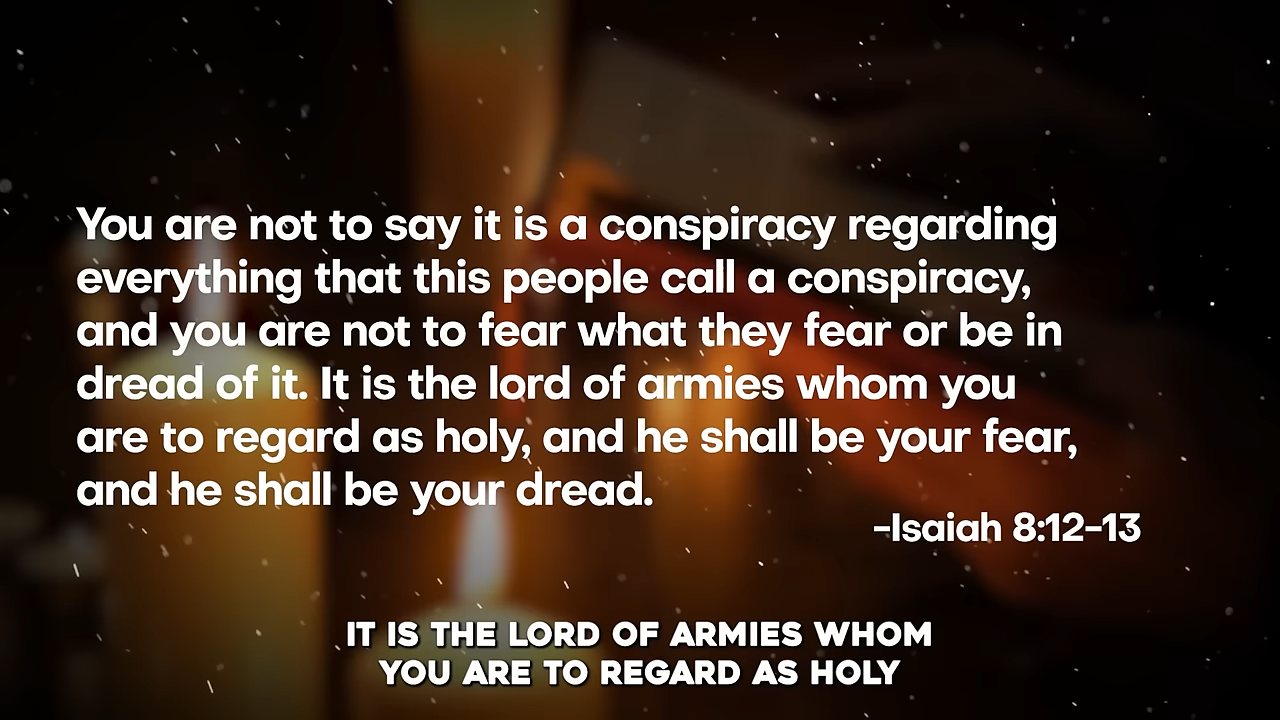 You are not to say it is a conspiracy regarding
everything that this people call a conspiracy,
and you are not to fear what they fear or be in
dread of it. It is the lord of armies whom you
are to regard as holy, and he shall be your fear,
and he shall be your dread.
-Isaiah 8:12-13
IT IS THE LORD OF ARMIES WHOM
YOU ARE TO REGARD AS HOLY